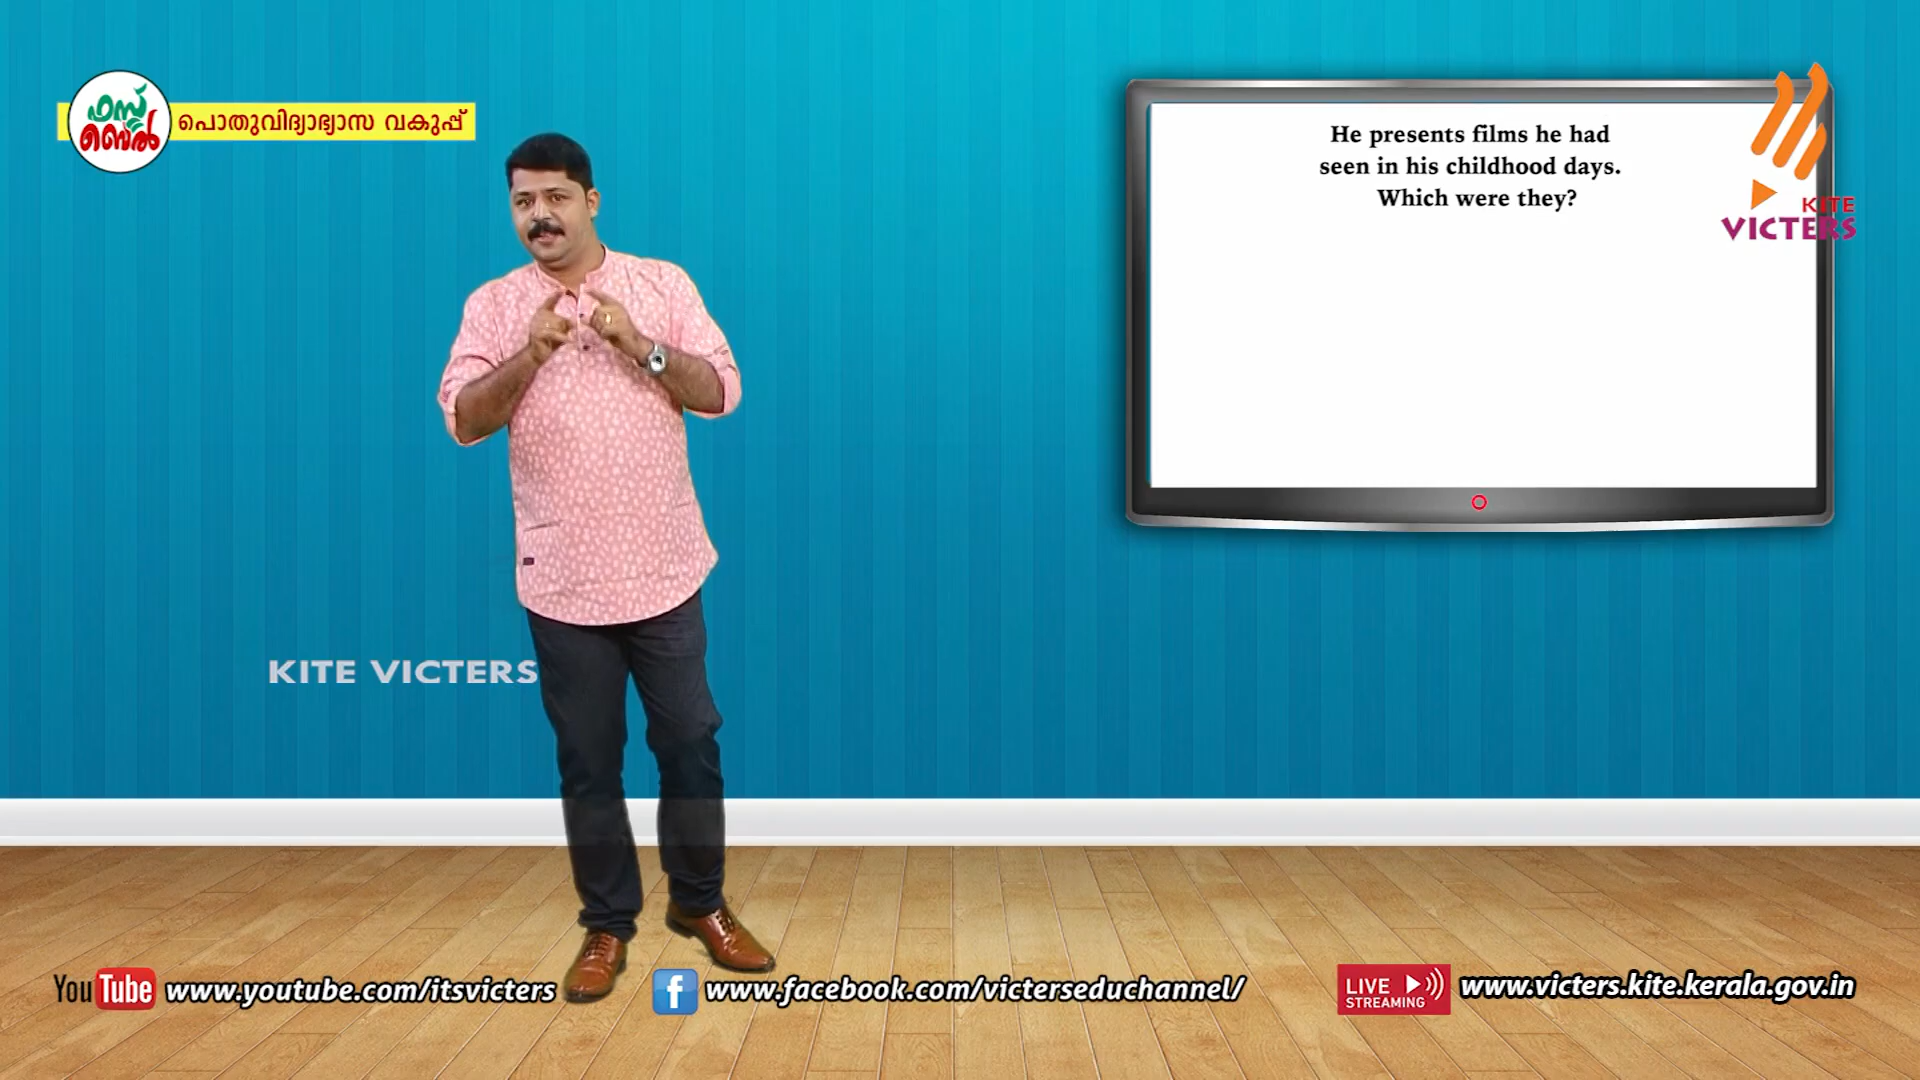 ഫസ്റ്റ്
ബെൽ
പൊതുവിദ്യാഭ്യാസ വകുപ്പ്
He presents films he had
seen in his childhood days.
Which were they?
KITE
VICTERS
KITE VICTERS
YouTube www.youtube.com/itsvicters
f www.facebook.com/victerseduchannel/
LIVE
STREAMING
www.victers.kite.kerala.gov.in